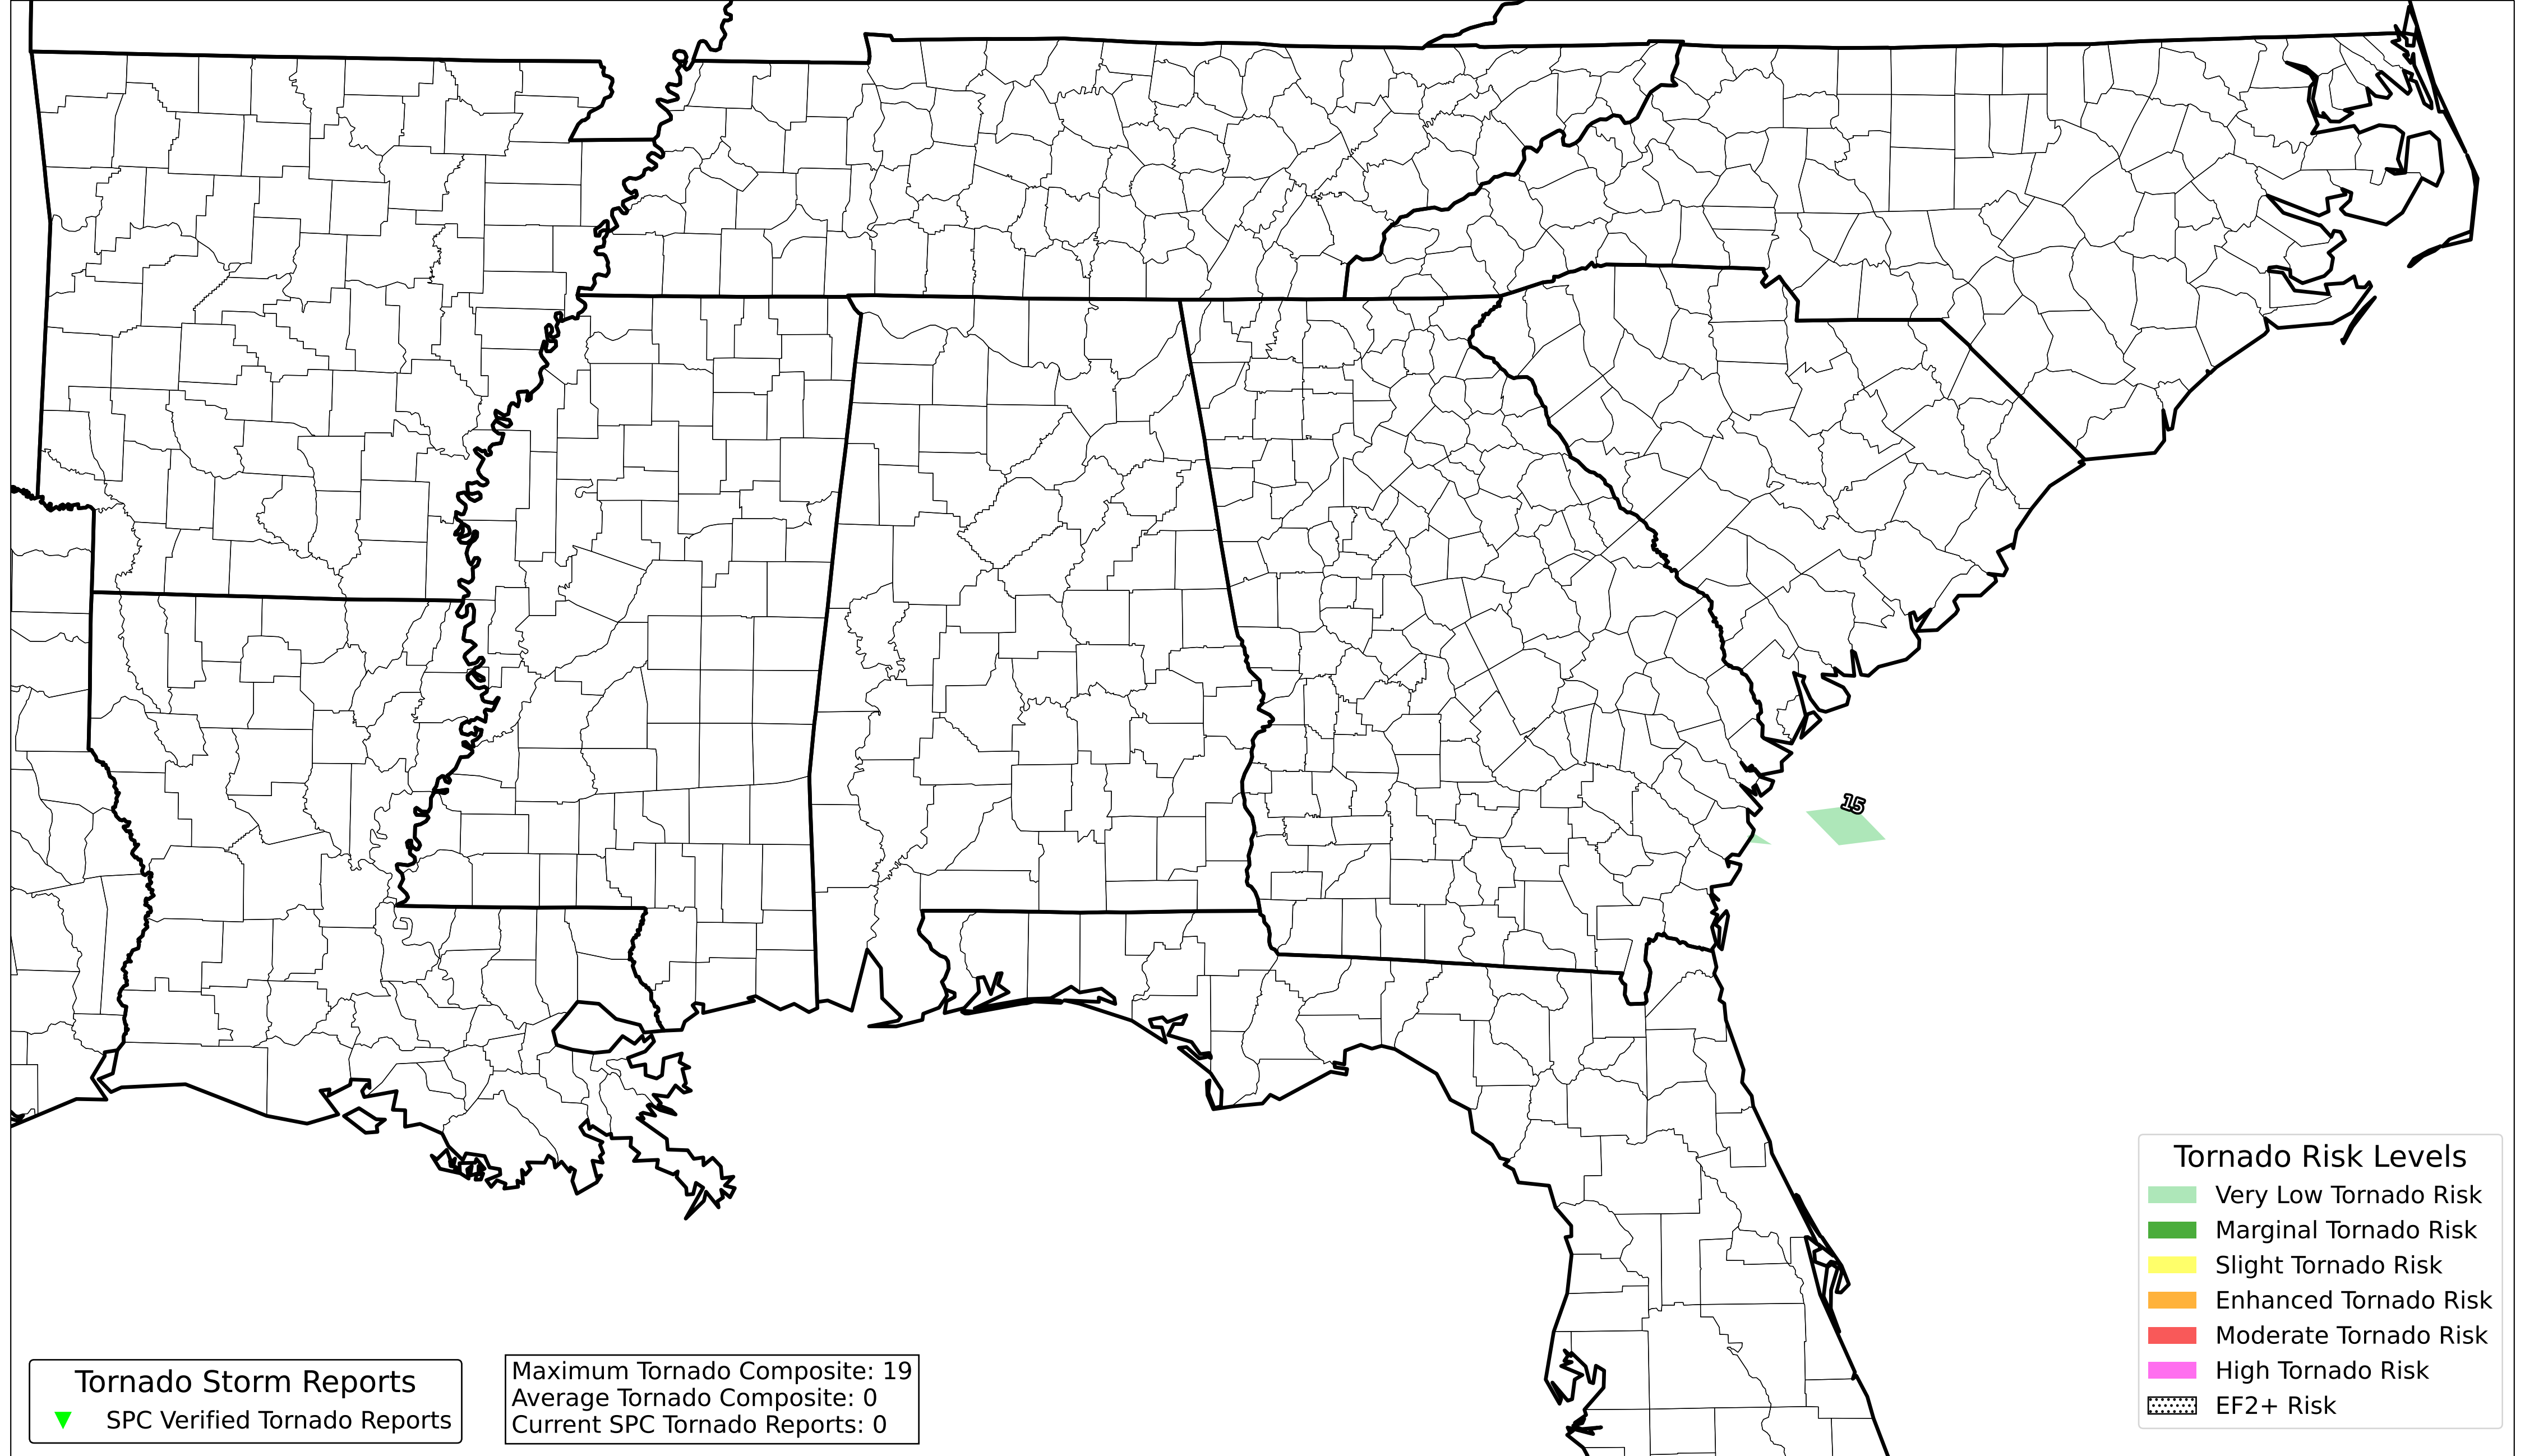 15
Tornado Risk Levels
Very Low Tornado Risk
Marginal Tornado Risk
Slight Tornado Risk
Enhanced Tornado Risk
Moderate Tornado Risk
High Tornado Risk
EF2+ Risk
Tornado Storm Reports
SPC Verified Tornado Reports
Maximum Tornado Composite: 19
Average Tornado Composite: 0
Current SPC Tornado Reports: 0